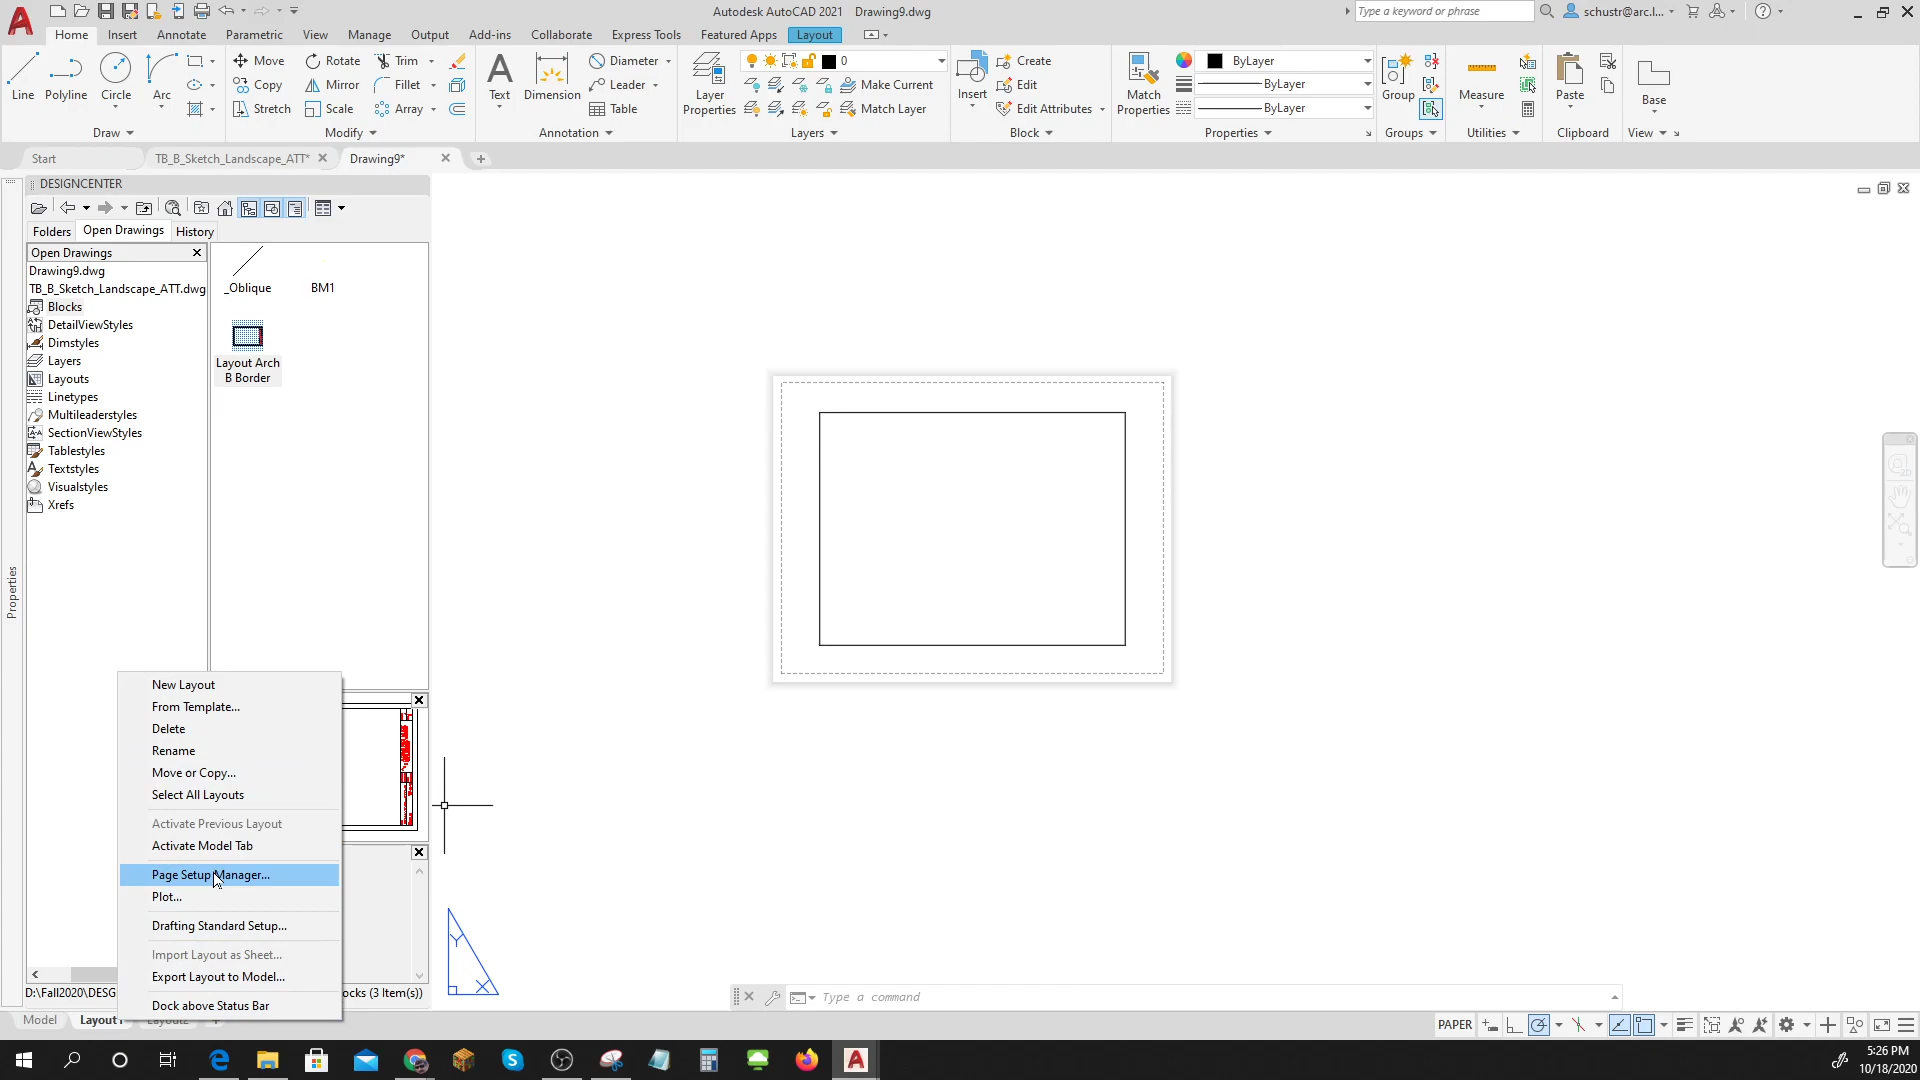 Autodesk AutoCAD 2021 Drawing9.dwg
Type a keyword or phrase
schustr@arc.l...
Home Insert Annotate Parametric View Manage Output Add-ins Collaborate Express Tools Featured Apps Layout
Line Polyline Circle Arc
Move Rotate Trim
Copy Mirror Fillet
Stretch Scale Array
Text Dimension
Diameter
Leader
Table
Layer Properties
0
Make Current
Match Layer
Insert
Create
Edit
Edit Attributes
Match Properties
ByLayer
ByLayer
ByLayer
Group
Measure
Paste
Base
Draw Modify Annotation Layers Block Properties Groups Utilities Clipboard View
Start TB_B_Sketch_Landscape_ATT* Drawing9*
DESIGNCENTER
Folders Open Drawings History
Open Drawings
Drawing9.dwg
TB_B_Sketch_Landscape_ATT.dwg
Blocks
DetailViewStyles
Dimstyles
Layers
Layouts
Linetypes
Multileaderstyles
SectionViewStyles
Tablestyles
Textstyles
Visualstyles
Xrefs
_Oblique BM1
Layout Arch
B Border
Properties
New Layout
From Template...
Delete
Rename
Move or Copy...
Select All Layouts
Activate Previous Layout
Activate Model Tab
Page Setup Manager...
Plot...
Drafting Standard Setup...
Import Layout as Sheet...
Export Layout to Model...
Dock above Status Bar
D:\Fall2020\DESG
ocks (3 Item(s))
Y
X
Type a command
Model Layout1 Layout2
PAPER
5:26 PM
10/18/2020